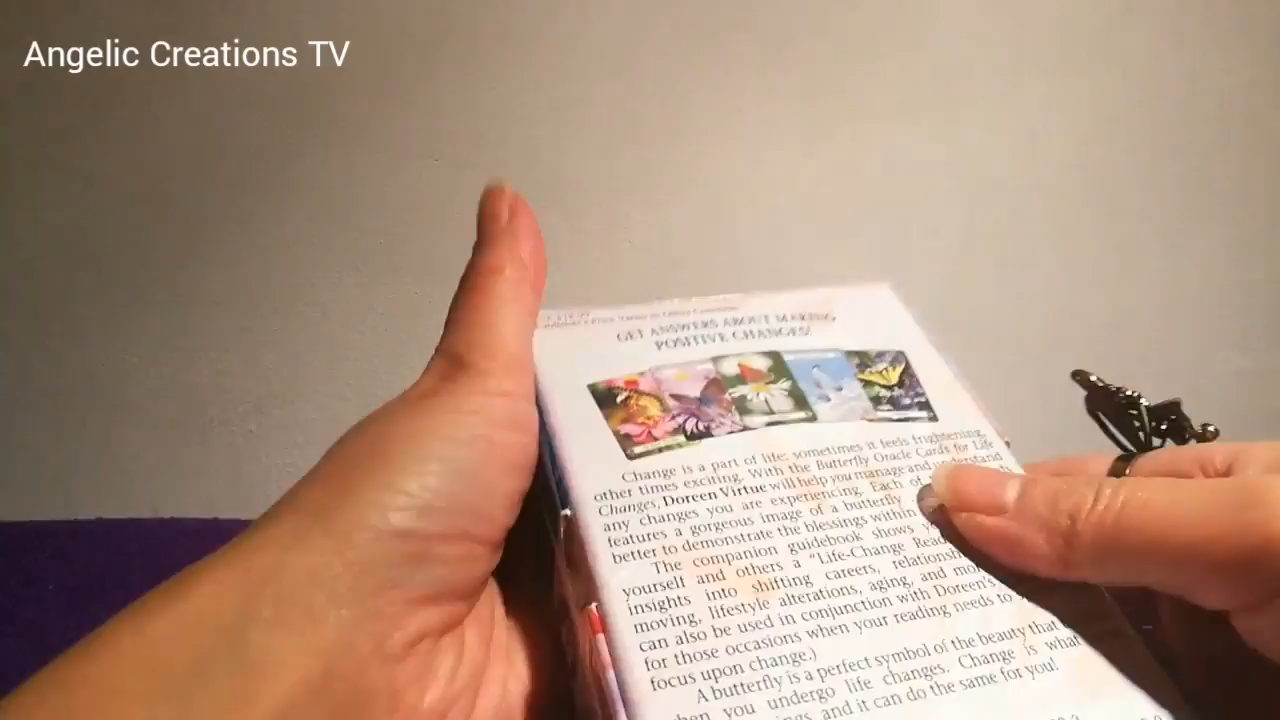 Angelic Creations TV
GET ANSWERS ABOUT MAKING
POSITIVE CHANGES!
Change is a part of life; sometimes it feels frightening,
other times exciting. With the Butterfly Oracle Cards for Life
Changes, Doreen Virtue will help you manage and understand
any changes you are experiencing. Each of
features a gorgeous image of a butterfly
better to demonstrate the blessings within
The companion guidebook shows
yourself and others a "Life-Change
insights into shifting careers,
moving, lifestyle alterations, aging, and
can also be used in conjunction with Doreen's
for those occasions when your reading needs to
focus upon change.)
A butterfly is a perfect symbol of the beauty that
you undergo life changes. Change is what
and it can do the same for you!